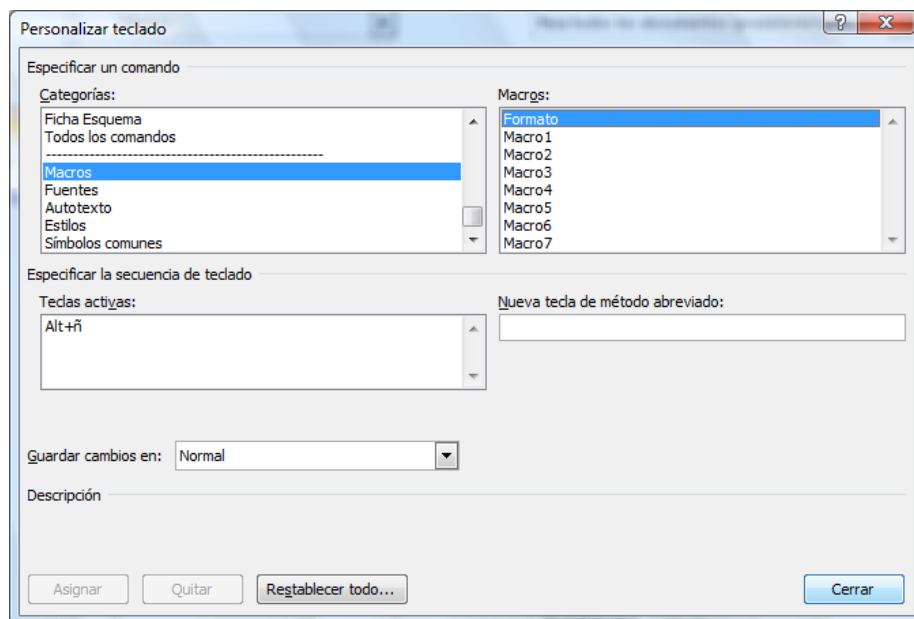 Personalizar teclado
Especificar un comando
Categorías:
Ficha Esquema
Todos los comandos
---------------------------------------------------
Macros
Fuentes
Autotexto
Estilos
Símbolos comunes
Macros:
Formato
Macro1
Macro2
Macro3
Macro4
Macro5
Macro6
Macro7
Especificar la secuencia de teclado
Teclas activas:
Alt+ñ
Nueva tecla de método abreviado:
Guardar cambios en: Normal
Descripción
Asignar Quitar Restablecer todo... Cerrar